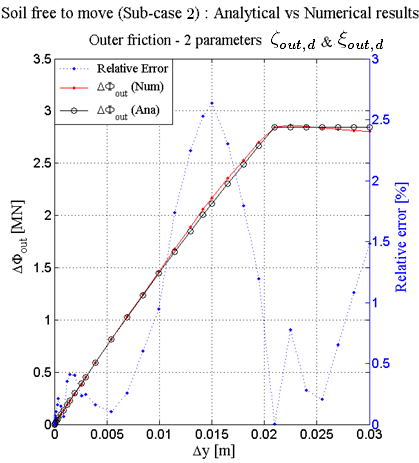 Soil free to move (Sub-case 2) : Analytical vs Numerical results
Outer friction - 2 parameters ζout,d & ξout,d
Relative Error
ΔΦout (Num)
ΔΦout (Ana)
3.5
3
2.5
2
1.5
1
0.5
0
ΔΦout [MN]
3
2.5
2
1.5
1
0.5
0
Relative error [%]
0 0.005 0.01 0.015 0.02 0.025 0.03
Δy [m]